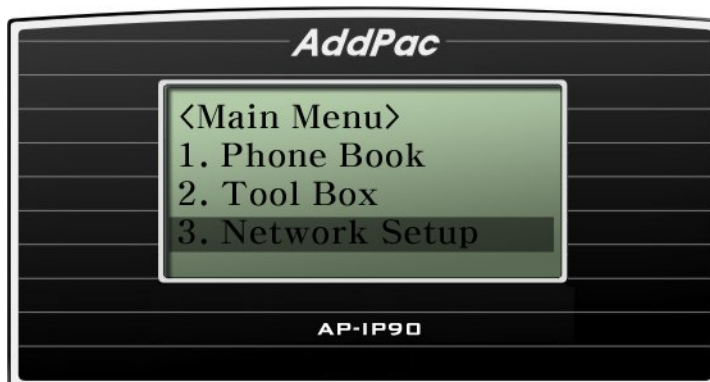 AddPac
<Main Menu>
1. Phone Book
2. Tool Box
3. Network Setup
AP-IP90